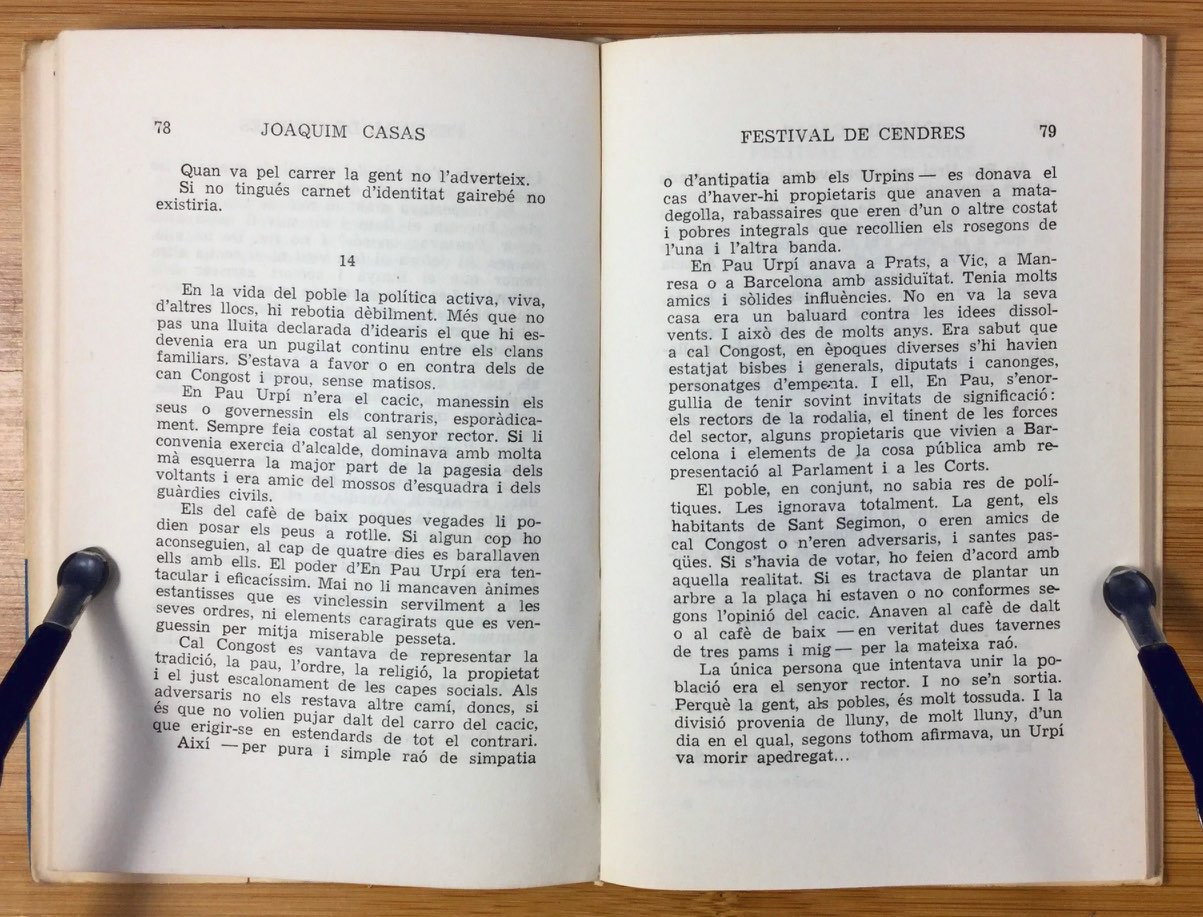 78
JOAQUIM CASAS
Quan va pel carrer la gent no l'adverteix.
Si no tingués carnet d'identitat gairebé no
existiria.
14
En la vida del poble la política activa, viva,
d'altres llocs, hi rebotia dèbilment. Més que no
pas una lluita declarada d'idearis el que hi es-
devenia era un pugilat continu entre els clans
familiars. S'estava a favor o en contra dels de
can Congost i prou, sense matisos.
En Pau Urpí n'era el cacic, manessin els
seus o governessin els contraris, esporàdica-
ment. Sempre feia costat al senyor rector. Si li
convenia exercia d'alcalde, dominava amb molta
mà esquerra la major part de la pagesia dels
voltants i era amic del mossos d'esquadra i dels
guàrdies civils.
Els del cafè de baix poques vegades li po-
dien posar els peus a rotlle. Si algun cop ho
aconseguien, al cap de quatre dies es barallaven
ells amb ells. El poder d'En Pau Urpí era ten-
tacular i eficacíssim. Mai no li mancaven ànimes
estantisses que es vinclessin servilment a les
seves ordres, ni elements caragirats que es ven-
guessin per mitja miserable pesseta.
Cal Congost es vantava de representar la
tradició, la pau, l'ordre, la religió, la propietat
i el just escalonament de les capes socials. Als
adversaris no els restava altre camí, doncs, si
és que no volien pujar dalt del carro del cacic,
que erigir-se en estendards de tot el contrari.
Així —per pura i simple raó de simpatia
FESTIVAL DE CENDRES
79
o d'antipatia amb els Urpins— es donava el
cas d'haver-hi propietaris que anaven a mata-
degolla, rabassaires que eren d'un o altre costat
i pobres integrals que recollien els rosegons de
l'una i l'altra banda.
En Pau Urpí anava a Prats, a Vic, a Man-
resa o a Barcelona amb assiduïtat. Tenia molts
amics i sòlides influències. No en va la seva
casa era un baluard contra les idees dissol-
vents. I això des de molts anys. Era sabut que
a cal Congost, en èpoques diverses s'hi havien
estatjat bisbes i generals, diputats i canonges,
personatges d'empenta. I ell, En Pau, s'enor-
gullia de tenir sovint invitats de significació:
els rectors de la rodalia, el tinent de les forces
del sector, alguns propietaris que vivien a Bar-
celona i elements de la cosa pública amb re-
presentació al Parlament i a les Corts.
El poble, en conjunt, no sabia res de polí-
tiques. Les ignorava totalment. La gent, els
habitants de Sant Segimon, o eren amics de
cal Congost o n'eren adversaris, i santes pas-
qües. Si s'havia de votar, ho feien d'acord amb
aquella realitat. Si es tractava de plantar un
arbre a la plaça hi estaven o no conformes se-
gons l'opinió del cacic. Anaven al cafè de dalt
o al cafè de baix —en veritat dues tavernes
de tres pams i mig— per la mateixa raó.
La única persona que intentava unir la po-
blació era el senyor rector. I no se'n sortia.
Perquè la gent, als pobles, és molt tossuda. I la
divisió provenia de lluny, de molt lluny, d'un
dia en el qual, segons tothom afirmava, un Urpí
va morir apedregat...